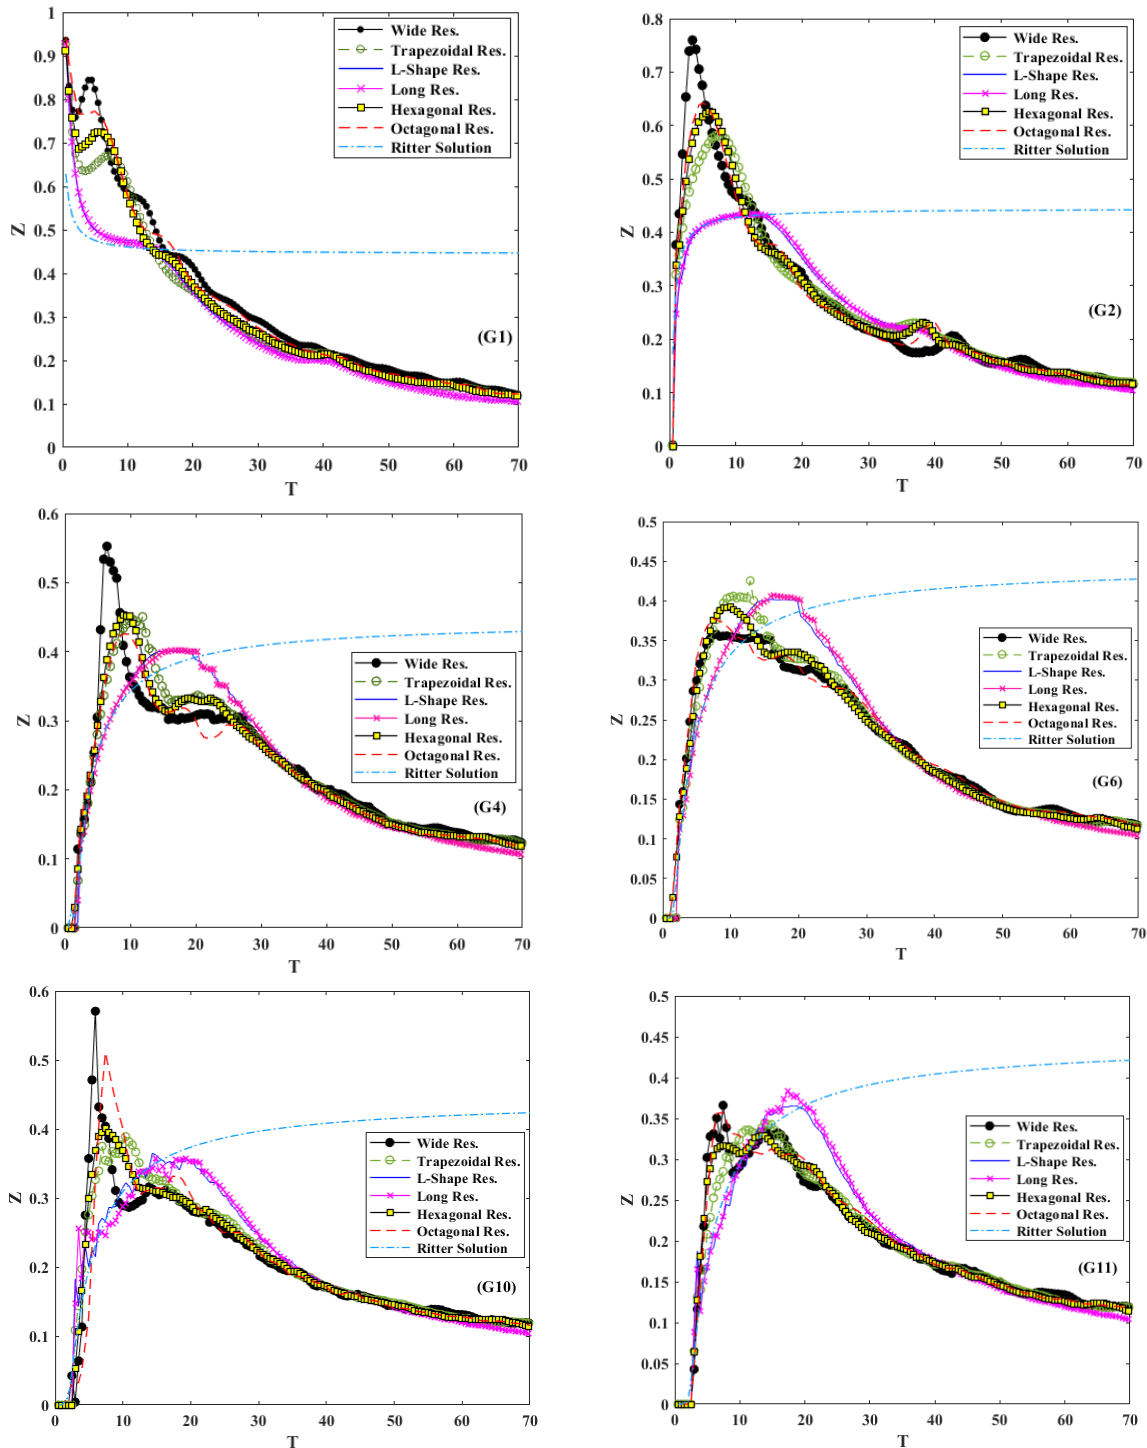 1
0.9
0.8
0.7
0.6
0.5
0.4
0.3
0.2
0.1
0
Z
0 10 20 30 40 50 60 70
T
Wide Res.
Trapezoidal Res.
L-Shape Res.
Long Res.
Hexagonal Res.
Octagonal Res.
Ritter Solution
(G1)
0.8
0.7
0.6
0.5
0.4
0.3
0.2
0.1
0
Z
0 10 20 30 40 50 60 70
T
Wide Res.
Trapezoidal Res.
L-Shape Res.
Long Res.
Hexagonal Res.
Octagonal Res.
Ritter Solution
(G2)
0.6
0.5
0.4
0.3
0.2
0.1
0
Z
0 10 20 30 40 50 60 70
T
Wide Res.
Trapezoidal Res.
L-Shape Res.
Long Res.
Hexagonal Res.
Octagonal Res.
Ritter Solution
(G4)
0.5
0.45
0.4
0.35
0.3
0.25
0.2
0.15
0.1
0.05
0
Z
0 10 20 30 40 50 60 70
T
Wide Res.
Trapezoidal Res.
L-Shape Res.
Long Res.
Hexagonal Res.
Octagonal Res.
Ritter Solution
(G6)
0.6
0.5
0.4
0.3
0.2
0.1
0
Z
0 10 20 30 40 50 60 70
T
Wide Res.
Trapezoidal Res.
L-Shape Res.
Long Res.
Hexagonal Res.
Octagonal Res.
Ritter Solution
(G10)
0.5
0.45
0.4
0.35
0.3
0.25
0.2
0.15
0.1
0.05
0
Z
0 10 20 30 40 50 60 70
T
Wide Res.
Trapezoidal Res.
L-Shape Res.
Long Res.
Hexagonal Res.
Octagonal Res.
Ritter Solution
(G11)